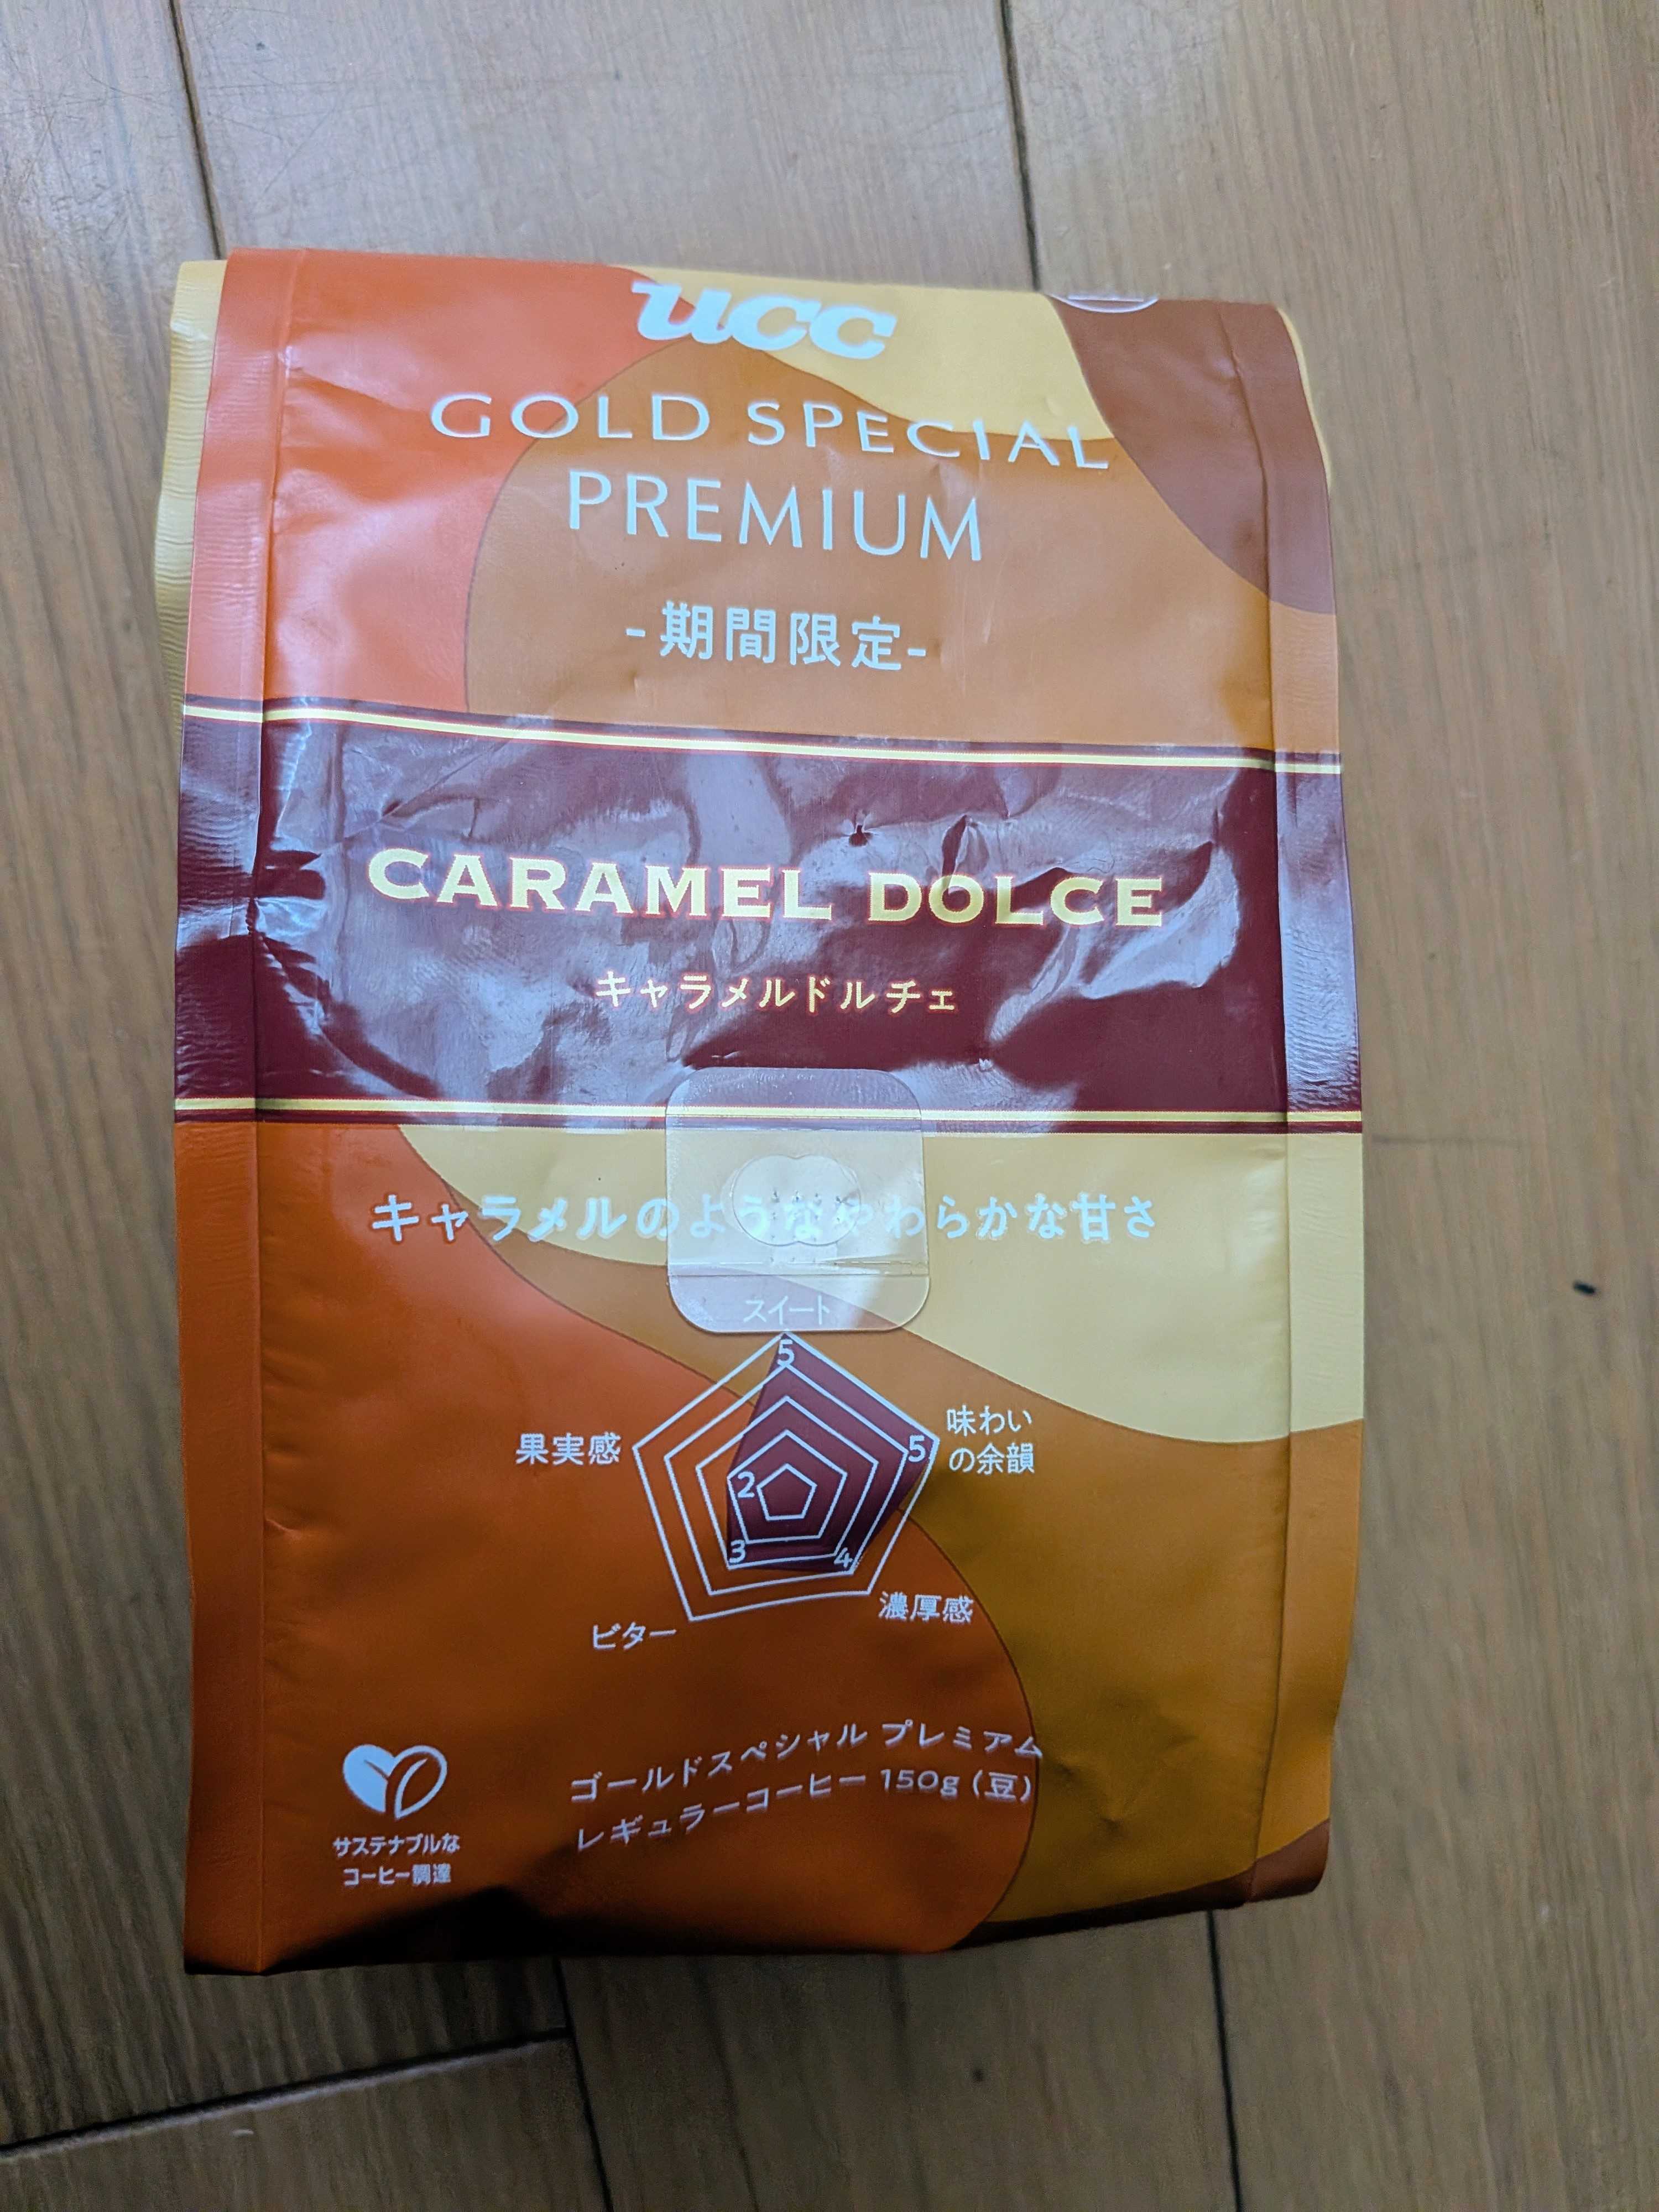 ucc
GOLD SPECIAL
PREMIUM
-期間限定-
CARAMEL DOLCE
キャラメルドルチェ
キャラメルのようなやわらかな甘さ
スイート
5
味わい
の余韻
5
果実感
2
3
4
濃厚感
ビター
ゴールドスペシャル プレミアム
レギュラーコーヒー 150g（豆）
サステナブルな
コーヒー調達